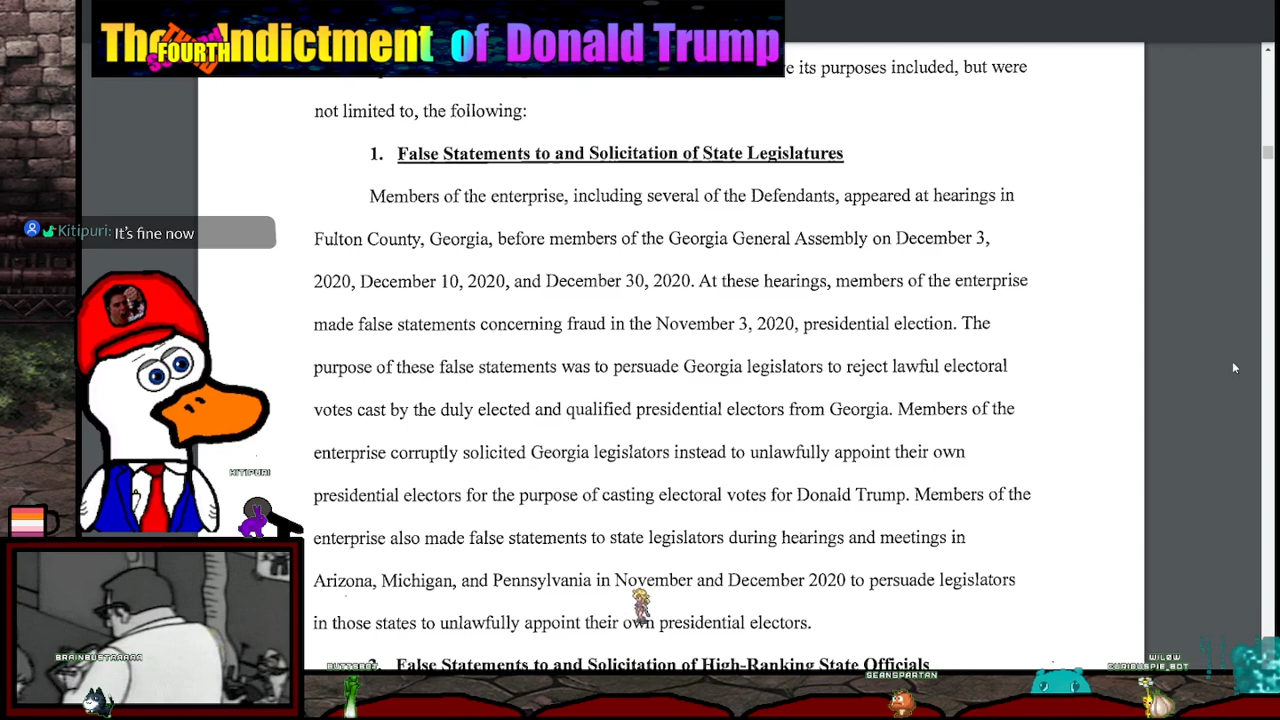 The FOURTH Indictment of Donald Trump
e its purposes included, but were
not limited to, the following:
1. False Statements to and Solicitation of State Legislatures
Members of the enterprise, including several of the Defendants, appeared at hearings in
Kitipuri: It's fine now
Fulton County, Georgia, before members of the Georgia General Assembly on December 3,
2020, December 10, 2020, and December 30, 2020. At these hearings, members of the enterprise
made false statements concerning fraud in the November 3, 2020, presidential election. The
purpose of these false statements was to persuade Georgia legislators to reject lawful electoral
votes cast by the duly elected and qualified presidential electors from Georgia. Members of the
enterprise corruptly solicited Georgia legislators instead to unlawfully appoint their own
KITIPURI
presidential electors for the purpose of casting electoral votes for Donald Trump. Members of the
enterprise also made false statements to state legislators during hearings and meetings in
Arizona, Michigan, and Pennsylvania in November and December 2020 to persuade legislators
in those states to unlawfully appoint their own presidential electors.
False Statements to and Solicitation of High-Ranking State Officials
BRAINBUSTAAAAA
BUTTSBOT
SEANSPARTAN
WILØW
CURIOUSPIE_BOT